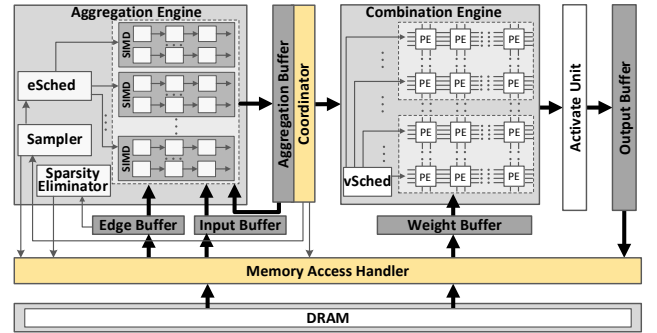 Aggregation Engine
SIMD
SIMD
SIMD
eSched
Sampler
Sparsity
Eliminator
Edge Buffer
Input Buffer
Aggregation Buffer
Coordinator
Combination Engine
PE PE PE
PE PE PE
PE PE PE
PE PE PE
vSched
Weight Buffer
Activate Unit
Output Buffer
Memory Access Handler
DRAM